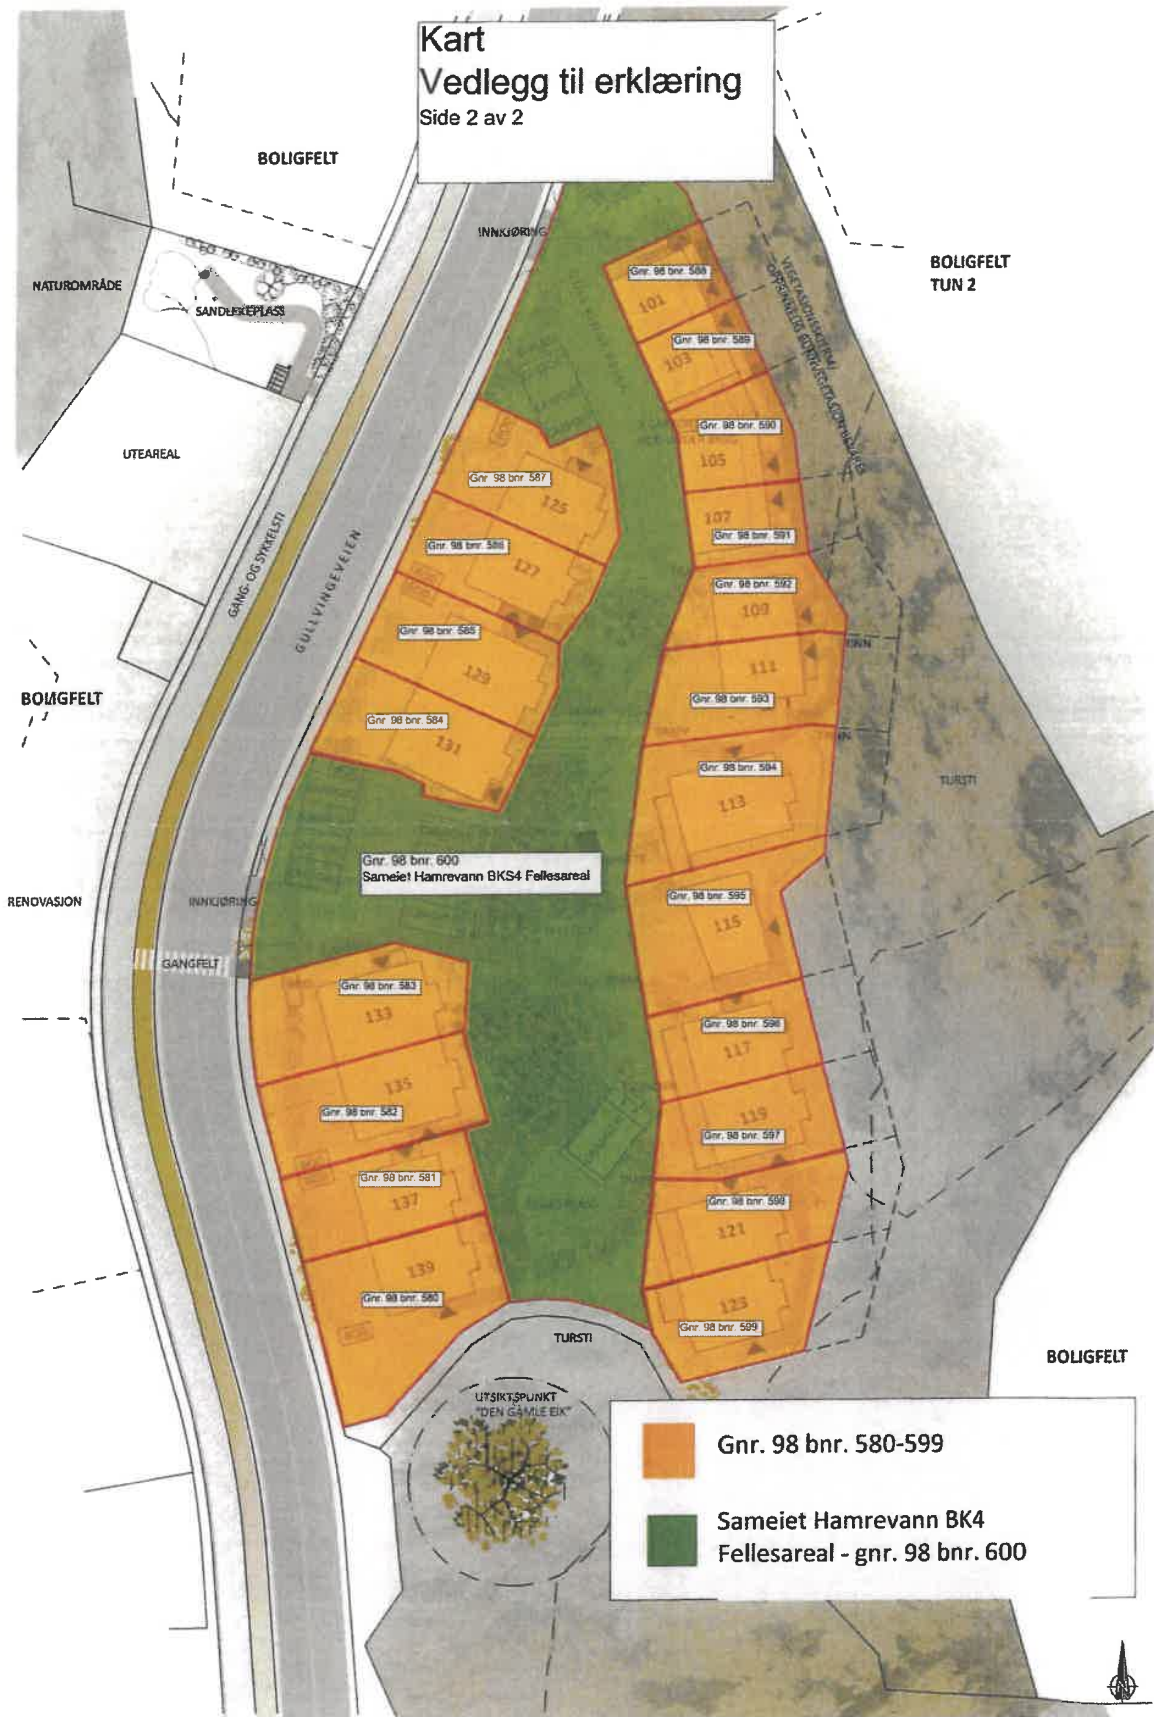 Kart
Vedlegg til erklæring
Side 2 av 2
BOLIGFELT
INNKJØRING
BOLIGFELT
TUN 2
NATUROMRÅDE
SANDLEKEPLASS
VEGETASJONSSKJERM/
Gnr. 98 bnr. 588
101
Gnr. 98 bnr. 589
103
Gnr. 98 bnr. 590
105
UTEAREAL
Gnr. 98 bnr. 587
125
107
Gnr. 98 bnr. 591
Gnr. 98 bnr. 586
127
GANG- OG SYKKELSTI
GULLVINGEVEIEN
Gnr. 98 bnr. 592
109
Gnr. 98 bnr. 585
129
111
Gnr. 98 bnr. 593
BOLIGFELT
Gnr. 98 bnr. 584
131
Gnr. 98 bnr. 594
113
TURSTI
Gnr. 98 bnr. 600
Sameiet Hamrevann BKS4 Fellesareal
Gnr. 98 bnr. 595
115
RENOVASJON
INNKJØRING
GANGFELT
Gnr. 98 bnr. 583
133
Gnr. 98 bnr. 596
117
135
Gnr. 98 bnr. 582
119
Gnr. 98 bnr. 597
Gnr. 98 bnr. 581
137
Gnr. 98 bnr. 598
121
139
Gnr. 98 bnr. 580
123
Gnr. 98 bnr. 599
TURSTI
BOLIGFELT
UTSIKTSPUNKT
"DEN GAMLE EIK"
Gnr. 98 bnr. 580-599
Sameiet Hamrevann BK4
Fellesareal - gnr. 98 bnr. 600
N